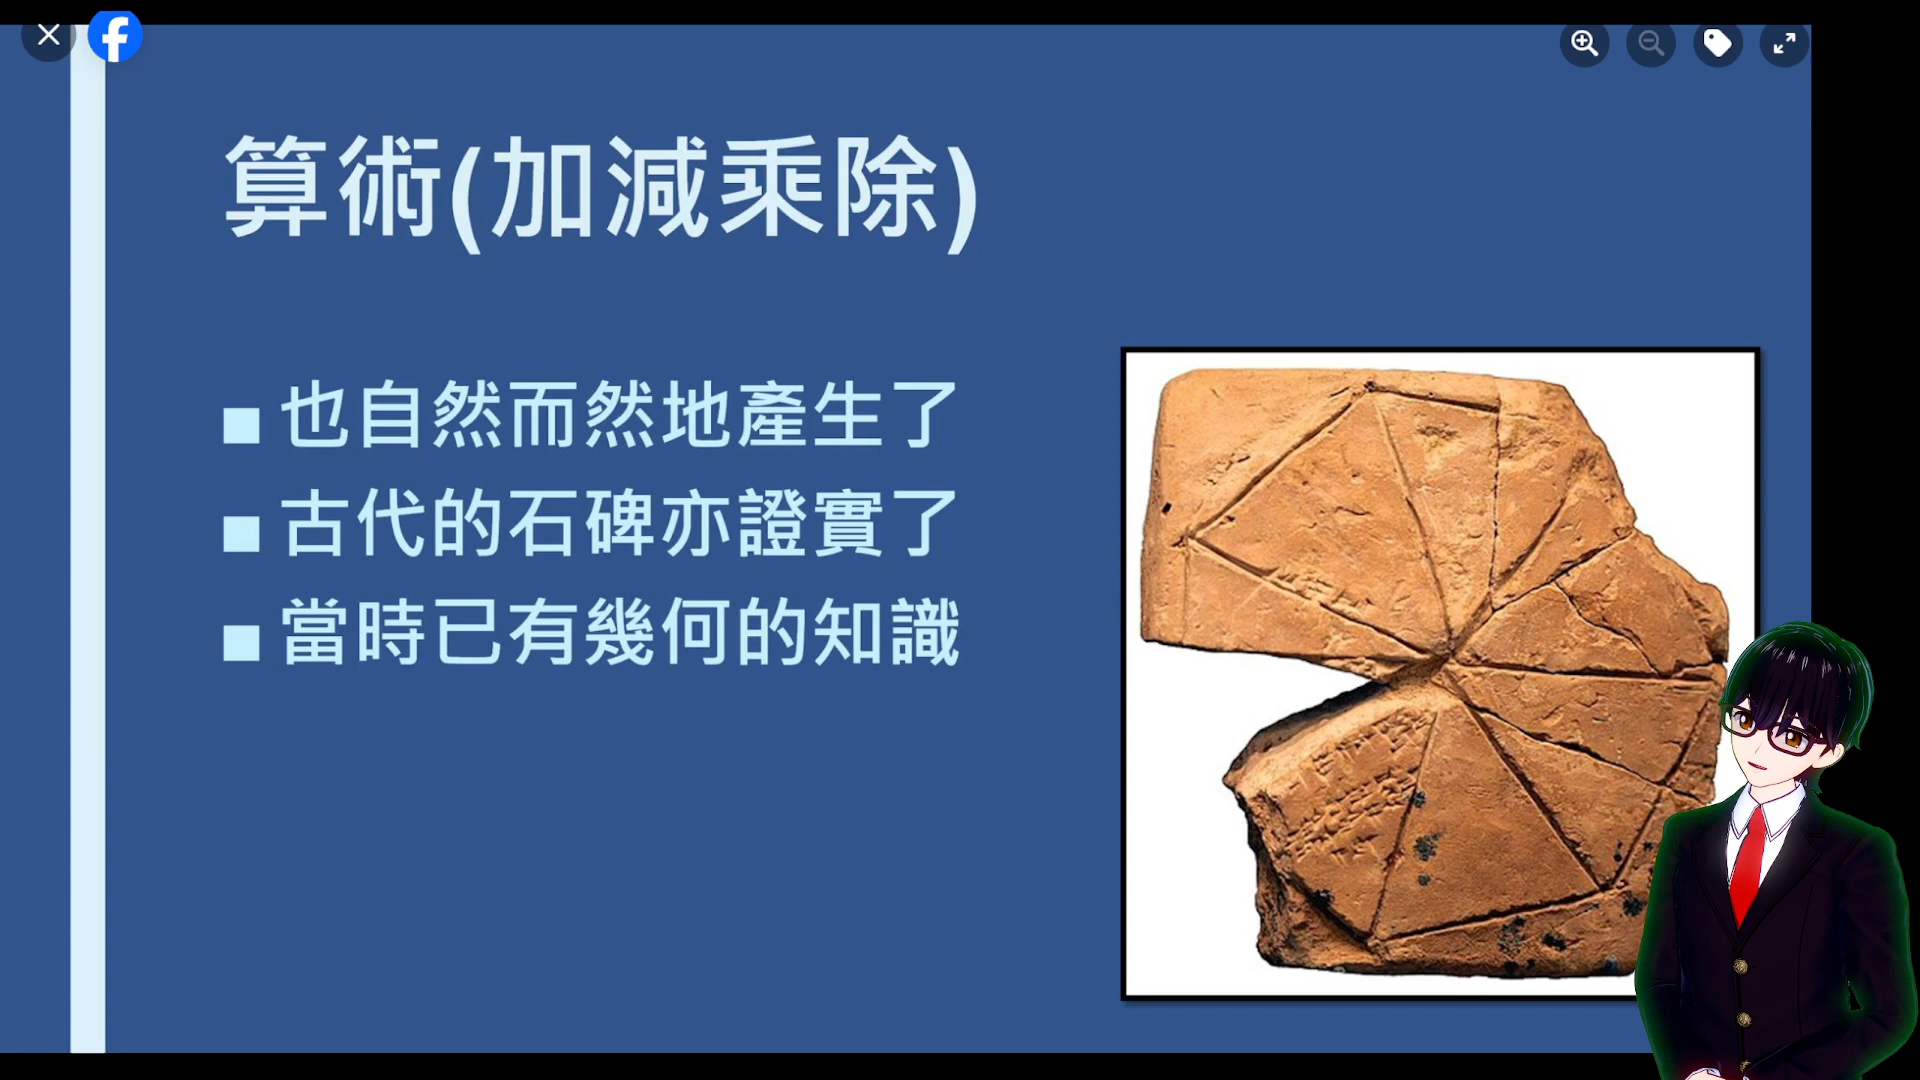 算術(加減乘除)
也自然而然地產生了
古代的石碑亦證實了
當時已有幾何的知識